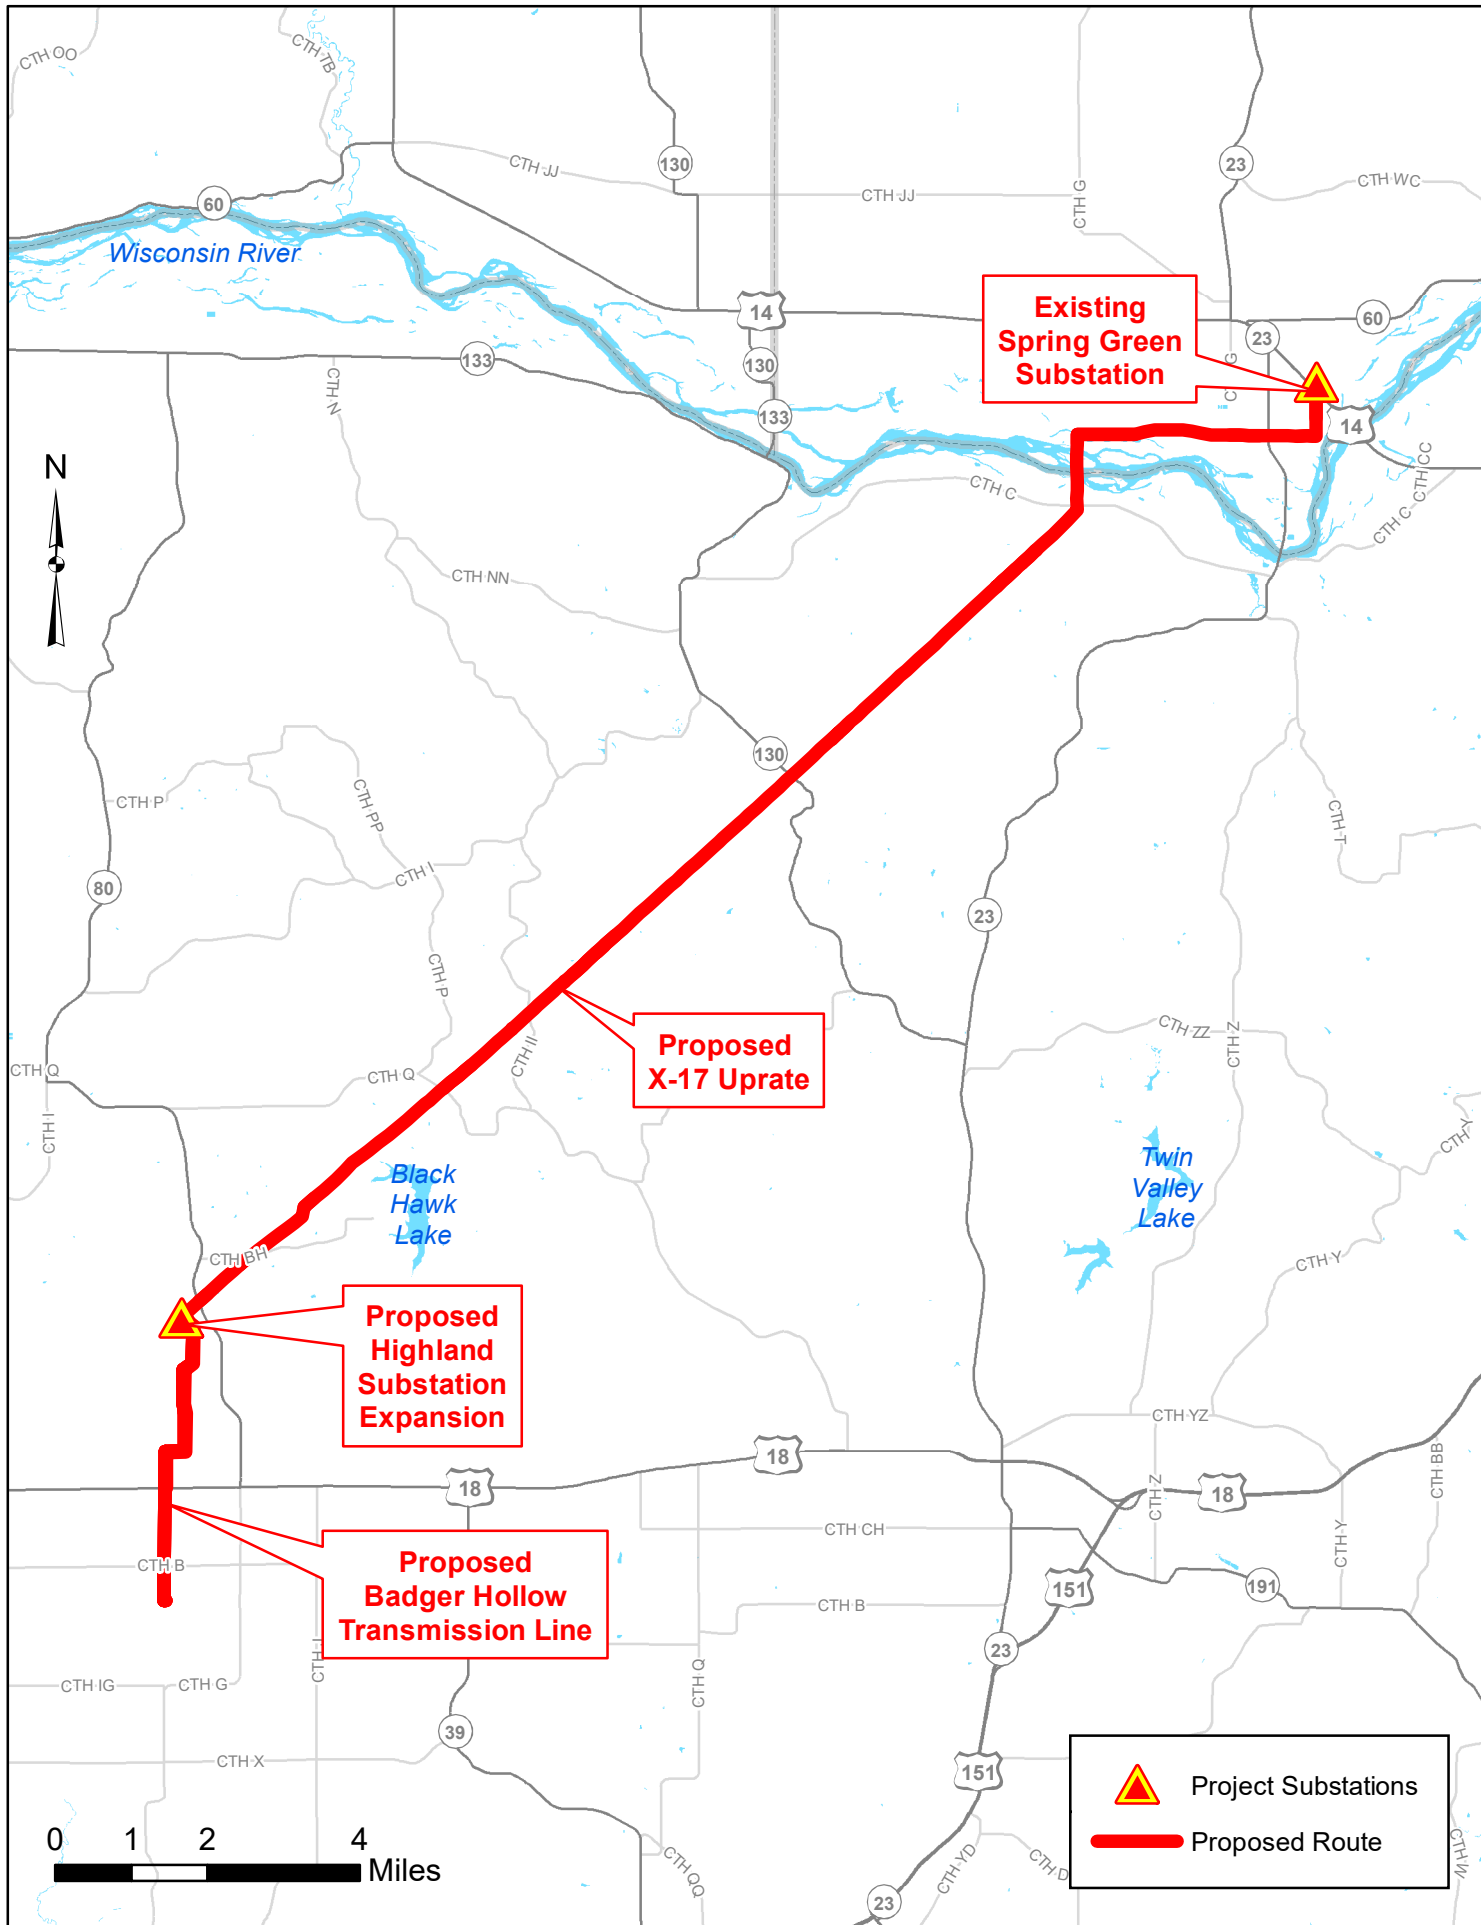 CTH OO
CTH TB
CTH JJ
130
CTH JJ
CTH G
23
CTH WC
60
Wisconsin River
14
Existing
Spring Green
Substation
60
23
133
130
CTH N
133
14
N
CTH C
CTH CC
CTH C
CTH NN
130
CTH P
CTH PP
CTH T
CTH I
80
23
CTH P
CTH ZZ
CTH Z
CTH II
Proposed
X-17 Uprate
CTH Q
CTH Q
CTH I
CTH Y
Black
Hawk
Lake
Twin
Valley
Lake
CTH BH
CTH Y
Proposed
Highland
Substation
Expansion
CTH YZ
18
18
CTH Z
18
CTH BB
CTH CH
CTH Y
CTH B
Proposed
Badger Hollow
Transmission Line
151
191
CTH B
23
CTH I
CTH Q
CTH IG
CTH G
39
CTH X
151
Project Substations
Proposed Route
0 1 2 4
Miles
CTH QQ
CTH YD
CTH D
CTH W
23